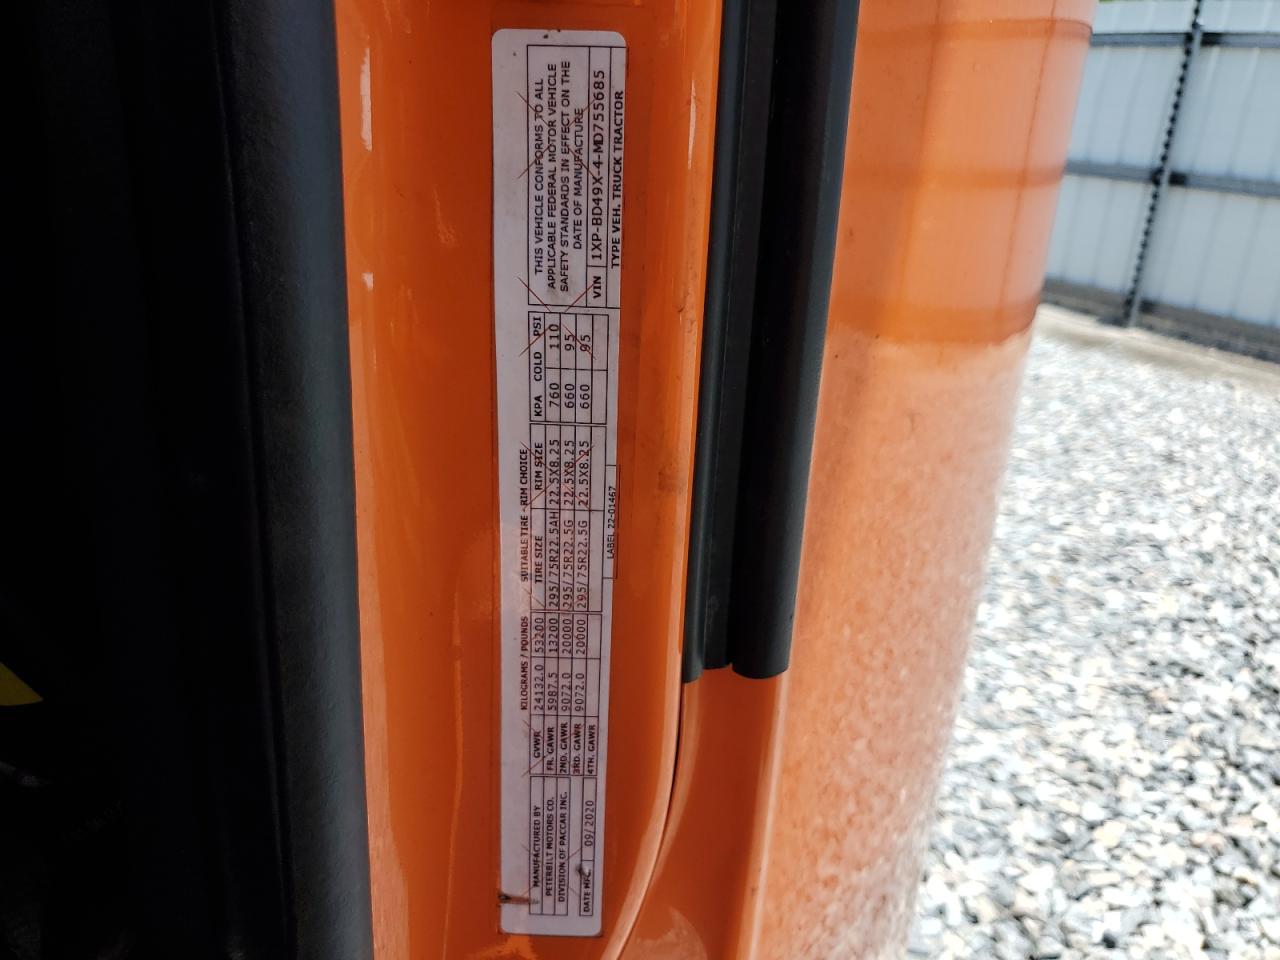 MANUFACTURED BY
PETERBILT MOTORS CO.
DIVISION OF PACCAR INC.
DATE MFG. 09/2020
KILOGRAMS / POUNDS
GVWR 24132.0 53200
FR. GAWR 5987.5 13200
2ND. GAWR 9072.0 20000
3RD. GAWR 9072.0 20000
4TH. GAWR
SUITABLE TIRE - RIM CHOICE
TIRE SIZE RIM SIZE
295/75R22.5AH 22.5X8.25
295/75R22.5G 22.5X8.25
295/75R22.5G 22.5X8.25
LABEL 22-01467
KPA COLD PSI
760 110
660 95
660 95
THIS VEHICLE CONFORMS TO ALL
APPLICABLE FEDERAL MOTOR VEHICLE
SAFETY STANDARDS IN EFFECT ON THE
DATE OF MANUFACTURE
VIN 1XP-BD49X-4-MD755685
TYPE VEH. TRUCK TRACTOR